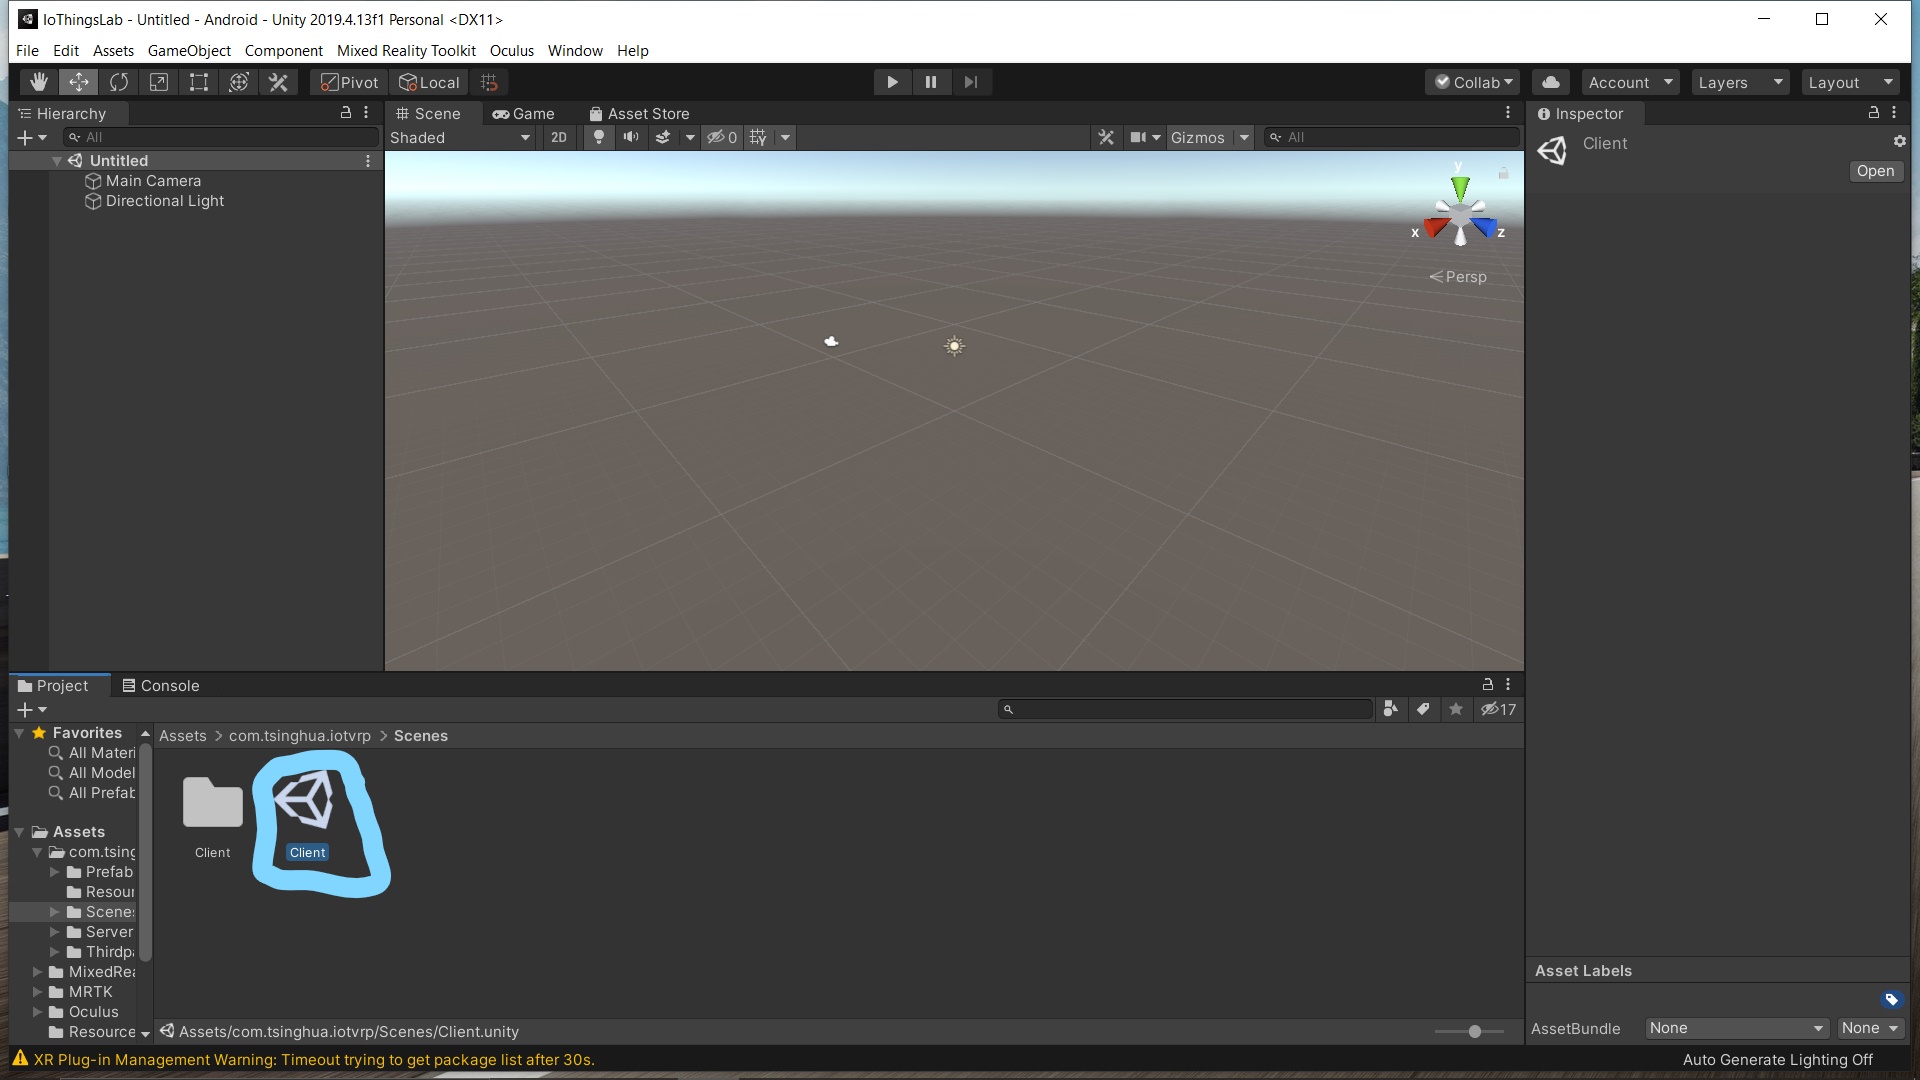 IoThingsLab - Untitled - Android - Unity 2019.4.13f1 Personal <DX11>
File Edit Assets GameObject Component Mixed Reality Toolkit Oculus Window Help
Pivot Local Collab Account Layers Layout
Hierarchy
All
Untitled
Main Camera
Directional Light
Scene Game Asset Store
Shaded 2D 0 Gizmos All
y
x z
Persp
Inspector
Client
Open
Project Console
17
Favorites
All Materi
All Model
All Prefab
Assets
com.tsing
Prefab
Resour
Scenes
Server
Thirdpa
MixedRea
MRTK
Oculus
Resource
Assets > com.tsinghua.iotvrp > Scenes
Client Client
Assets/com.tsinghua.iotvrp/Scenes/Client.unity
Asset Labels
AssetBundle None None
XR Plug-in Management Warning: Timeout trying to get package list after 30s.
Auto Generate Lighting Off